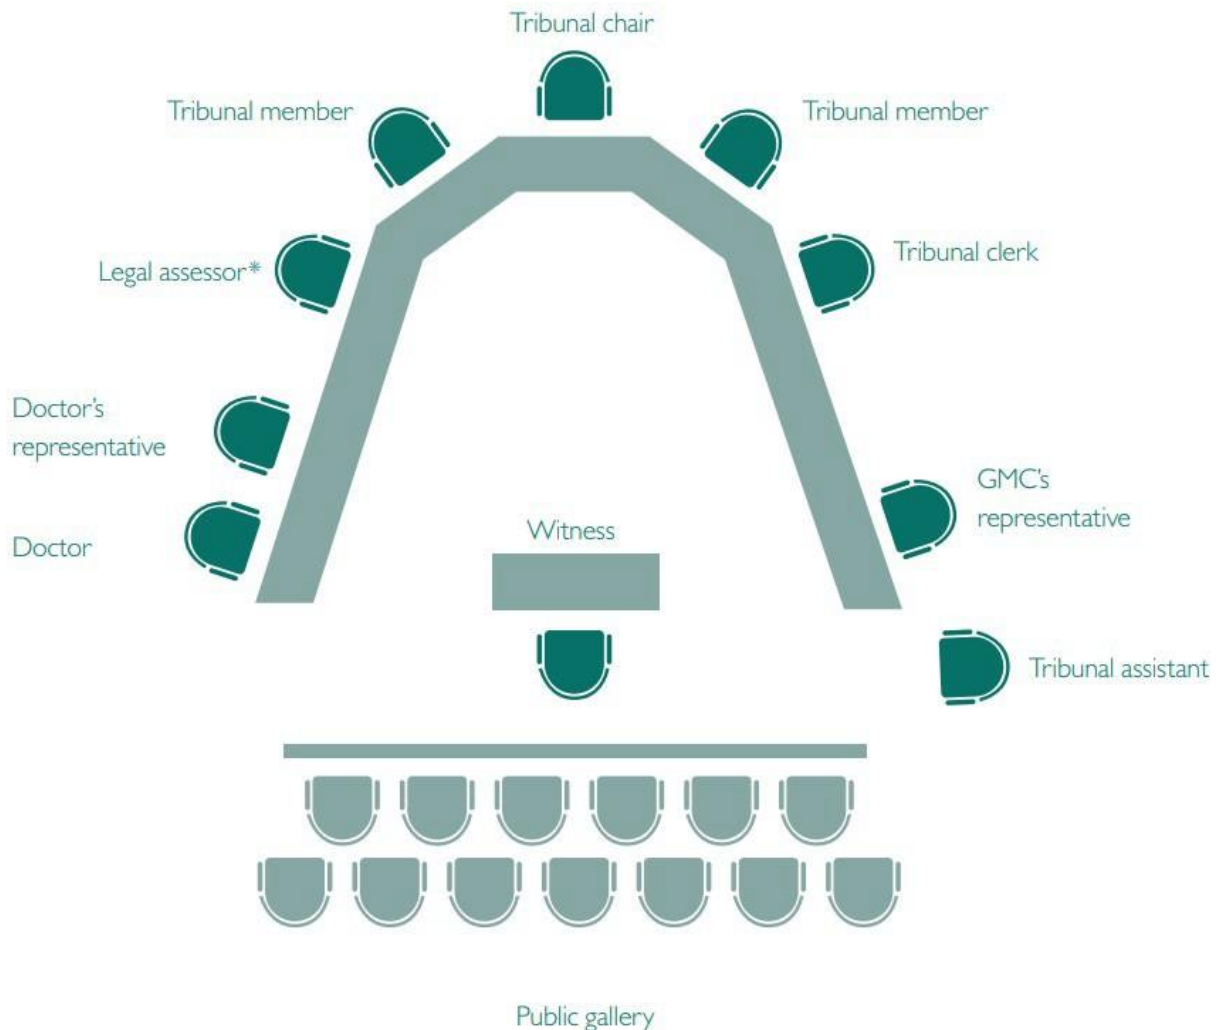 Tribunal chair
Tribunal member
Tribunal member
Legal assessor*
Tribunal clerk
Doctor's
representative
GMC's
representative
Doctor
Witness
Tribunal assistant
Public gallery